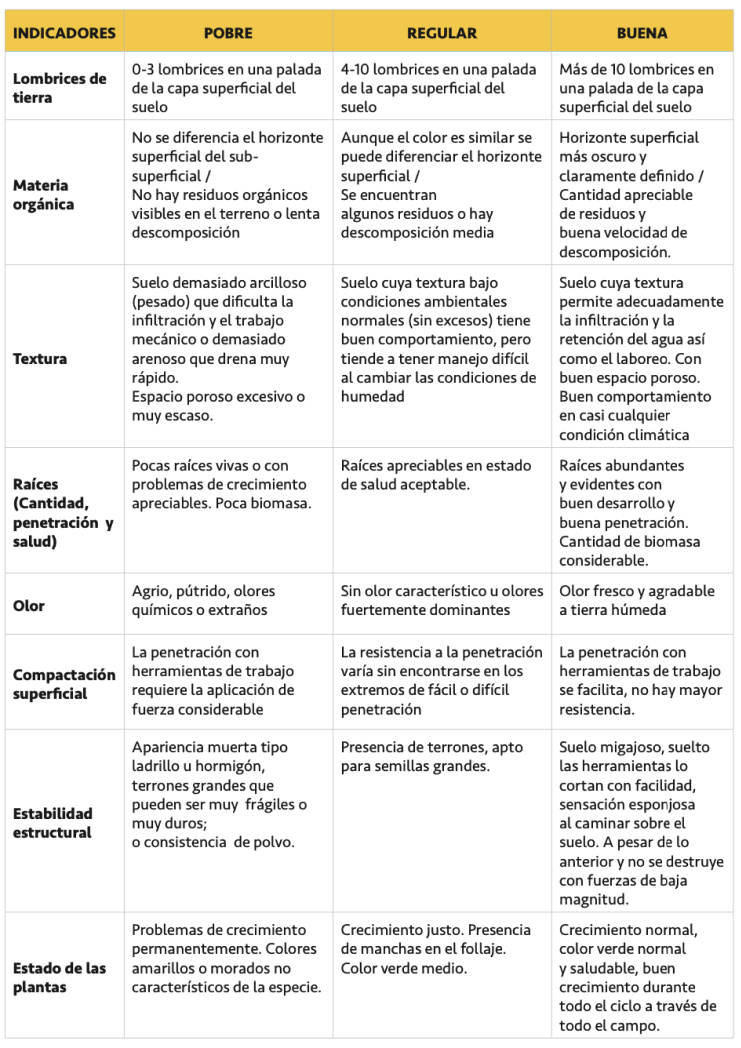 INDICADORES POBRE REGULAR BUENA
Lombrices de
tierra
0-3 lombrices en una palada
de la capa superficial del
suelo
4-10 lombrices en una palada
de la capa superficial del
suelo
Más de 10 lombrices en
una palada de la capa
superficial del suelo
Materia
orgánica
No se diferencia el horizonte
superficial del sub-
superficial /
No hay residuos orgánicos
visibles en el terreno o lenta
descomposición
Aunque el color es similar se
puede diferenciar el horizonte
superficial /
Se encuentran
algunos residuos o hay
descomposición media
Horizonte superficial
más oscuro y
claramente definido /
Cantidad apreciable
de residuos y
buena velocidad de
descomposición.
Textura
Suelo demasiado arcilloso
(pesado) que dificulta la
infiltración y el trabajo
mecánico o demasiado
arenoso que drena muy
rápido.
Espacio poroso excesivo o
muy escaso.
Suelo cuya textura bajo
condiciones ambientales
normales (sin excesos) tiene
buen comportamiento, pero
tiende a tener manejo difícil
al cambiar las condiciones de
humedad
Suelo cuya textura
permite adecuadamente
la infiltración y la
retención del agua así
como el laboreo. Con
buen espacio poroso.
Buen comportamiento
en casi cualquier
condición climática
Raíces
(Cantidad,
penetración y
salud)
Pocas raíces vivas o con
problemas de crecimiento
apreciables. Poca biomasa.
Raíces apreciables en estado
de salud aceptable.
Raíces abundantes
y evidentes con
buen desarrollo y
buena penetración.
Cantidad de biomasa
considerable.
Olor
Agrio, pútrido, olores
químicos o extraños
Sin olor característico u olores
fuertemente dominantes
Olor fresco y agradable
a tierra húmeda
Compactación
superficial
La penetración con
herramientas de trabajo
requiere la aplicación de
fuerza considerable
La resistencia a la penetración
varía sin encontrarse en los
extremos de fácil o difícil
penetración
La penetración con
herramientas de trabajo
se facilita, no hay mayor
resistencia.
Estabilidad
estructural
Apariencia muerta tipo
ladrillo u hormigón,
terrones grandes que
pueden ser muy frágiles o
muy duros;
o consistencia de polvo.
Presencia de terrones, apto
para semillas grandes.
Suelo migajoso, suelto
las herramientas lo
cortan con facilidad,
sensación esponjosa
al caminar sobre el
suelo. A pesar de lo
anterior y no se destruye
con fuerzas de baja
magnitud.
Estado de las
plantas
Problemas de crecimiento
permanentemente. Colores
amarillos o morados no
característicos de la especie.
Crecimiento justo. Presencia
de manchas en el follaje.
Color verde medio.
Crecimiento normal,
color verde normal
y saludable, buen
crecimiento durante
todo el ciclo a través de
todo el campo.